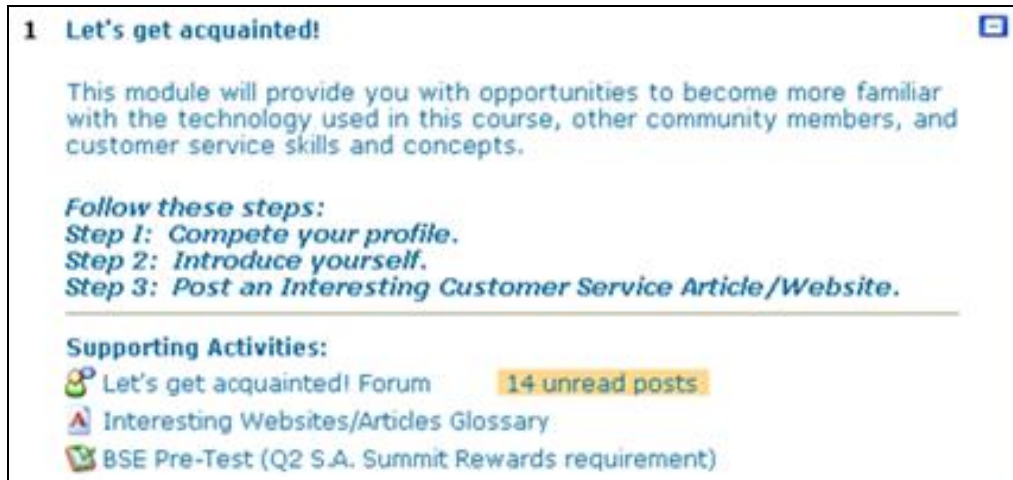 1 Let's get acquainted!
This module will provide you with opportunities to become more familiar
with the technology used in this course, other community members, and
customer service skills and concepts.
Follow these steps:
Step 1: Compete your profile.
Step 2: Introduce yourself.
Step 3: Post an Interesting Customer Service Article/Website.
Supporting Activities:
Let's get acquainted! Forum 14 unread posts
Interesting Websites/Articles Glossary
BSE Pre-Test (Q2 S.A. Summit Rewards requirement)